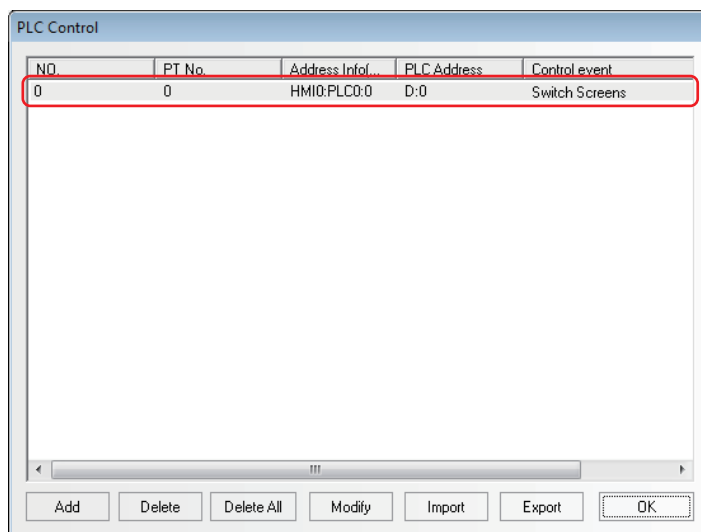 PLC Control
NO. PT No. Address Info(... PLC Address Control event
0 0 HMI0:PLC0:0 D:0 Switch Screens
Add Delete Delete All Modify Import Export OK